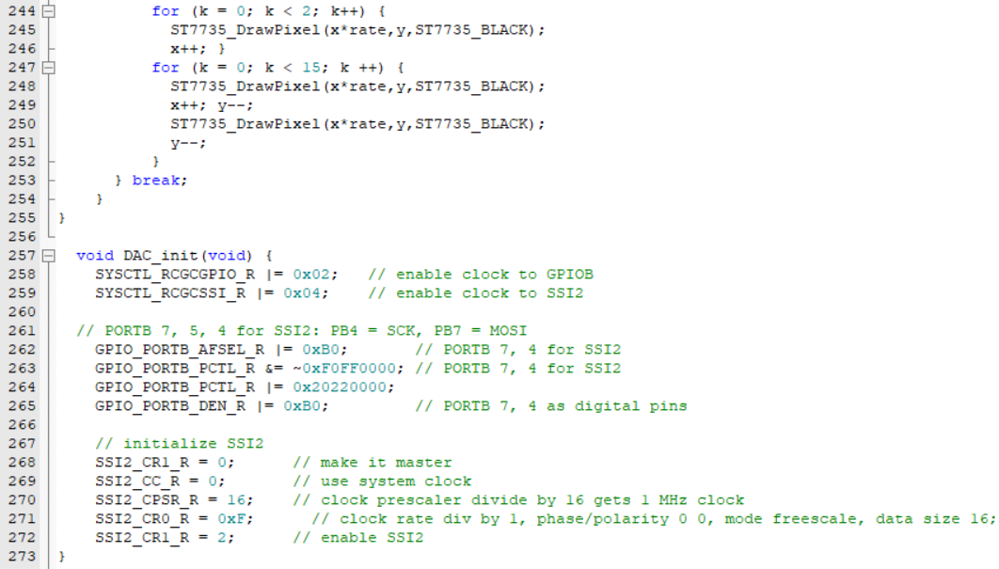 244 for (k = 0; k < 2; k++) {
245 ST7735_DrawPixel(x*rate,y,ST7735_BLACK);
246 x++; }
247 for (k = 0; k < 15; k ++) {
248 ST7735_DrawPixel(x*rate,y,ST7735_BLACK);
249 x++; y--;
250 ST7735_DrawPixel(x*rate,y,ST7735_BLACK);
251 y--;
252 }
253 } break;
254 }
255 }
256
257 void DAC_init(void) {
258 SYSCTL_RCGCGPIO_R |= 0x02; // enable clock to GPIOB
259 SYSCTL_RCGCSSI_R |= 0x04; // enable clock to SSI2
260
261 // PORTB 7, 5, 4 for SSI2: PB4 = SCK, PB7 = MOSI
262 GPIO_PORTB_AFSEL_R |= 0xB0; // PORTB 7, 4 for SSI2
263 GPIO_PORTB_PCTL_R &= ~0xF0FF0000; // PORTB 7, 4 for SSI2
264 GPIO_PORTB_PCTL_R |= 0x20220000;
265 GPIO_PORTB_DEN_R |= 0xB0; // PORTB 7, 4 as digital pins
266
267 // initialize SSI2
268 SSI2_CR1_R = 0; // make it master
269 SSI2_CC_R = 0; // use system clock
270 SSI2_CPSR_R = 16; // clock prescaler divide by 16 gets 1 MHz clock
271 SSI2_CR0_R = 0xF; // clock rate div by 1, phase/polarity 0 0, mode freescale, data size 16;
272 SSI2_CR1_R = 2; // enable SSI2
273 }